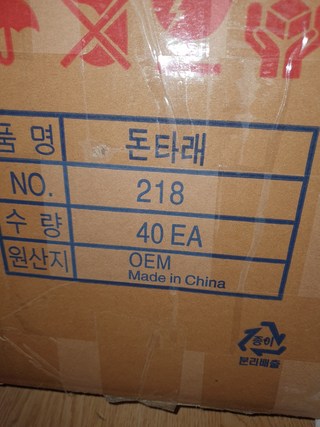 품 명 돈타래
NO. 218
수 량 40 EA
원산지 OEM
Made in China
종이
분리배출